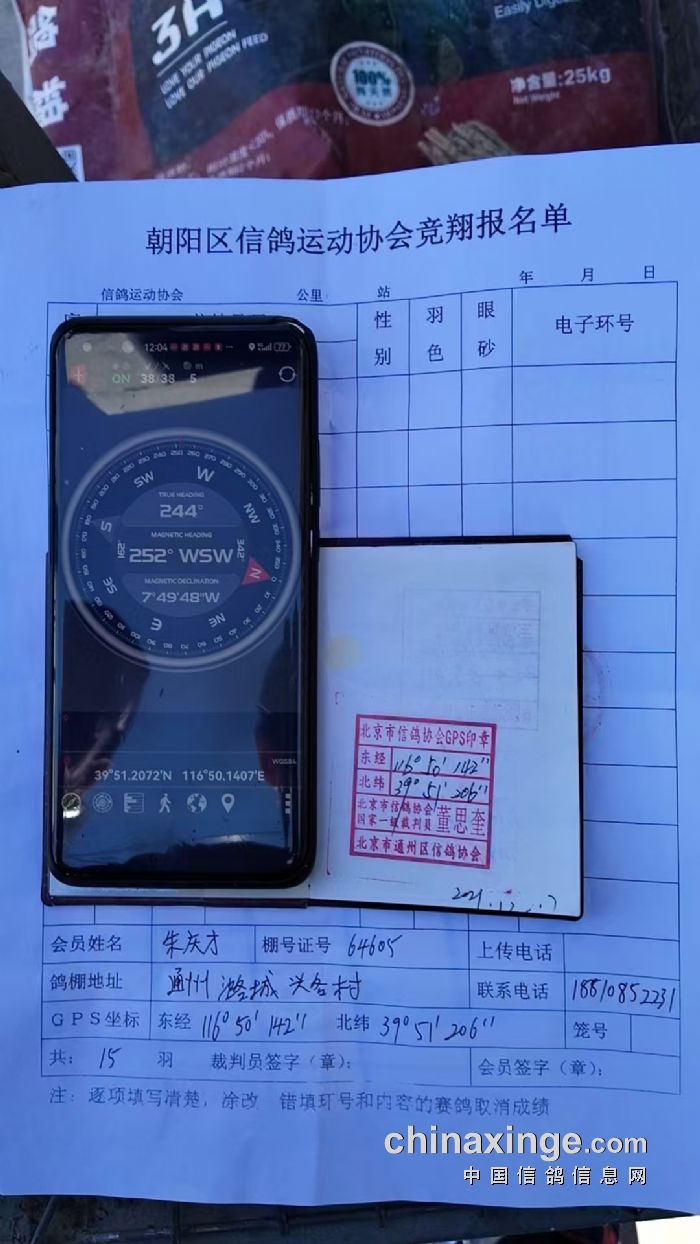 3H
LOVE YOUR PIGEON
LOVE OUR PIGEON FEED
100%
Easily Diges
净含量:25kg
Net Weight
朝阳区信鸽运动协会竞翔报名单
年 月 日
信鸽运动协会 公里 站
性别 羽色 眼砂 电子环号
12:04
77
ON 38/38 5 m
SW W NW N NE E SE S
TRUE HEADING
244°
MAGNETIC HEADING
162° 252° WSW 342°
MAGNETIC DECLINATION
7°49'48"W
WGS84
39°51.2072'N 116°50.1407'E
北京市信鸽协会GPS印章
东经 116° 50' 142"
北纬 39° 51' 206"
北京市信鸽协会
国家一级裁判员 董思奎
北京市通州区信鸽协会
会员姓名 朱庆才 棚号证号 64605 上传电话
鸽棚地址 通州 潞城 兴各村 联系电话 18810852231
GPS坐标 东经 116° 50' 142" 北纬 39° 51' 206" 笼号
共: 15 羽 裁判员签字(章): 会员签字(章):
注: 逐项填写清楚, 涂改 错填环号和内容的赛鸽取消成绩
chinaxinge.com
中国信鸽信息网